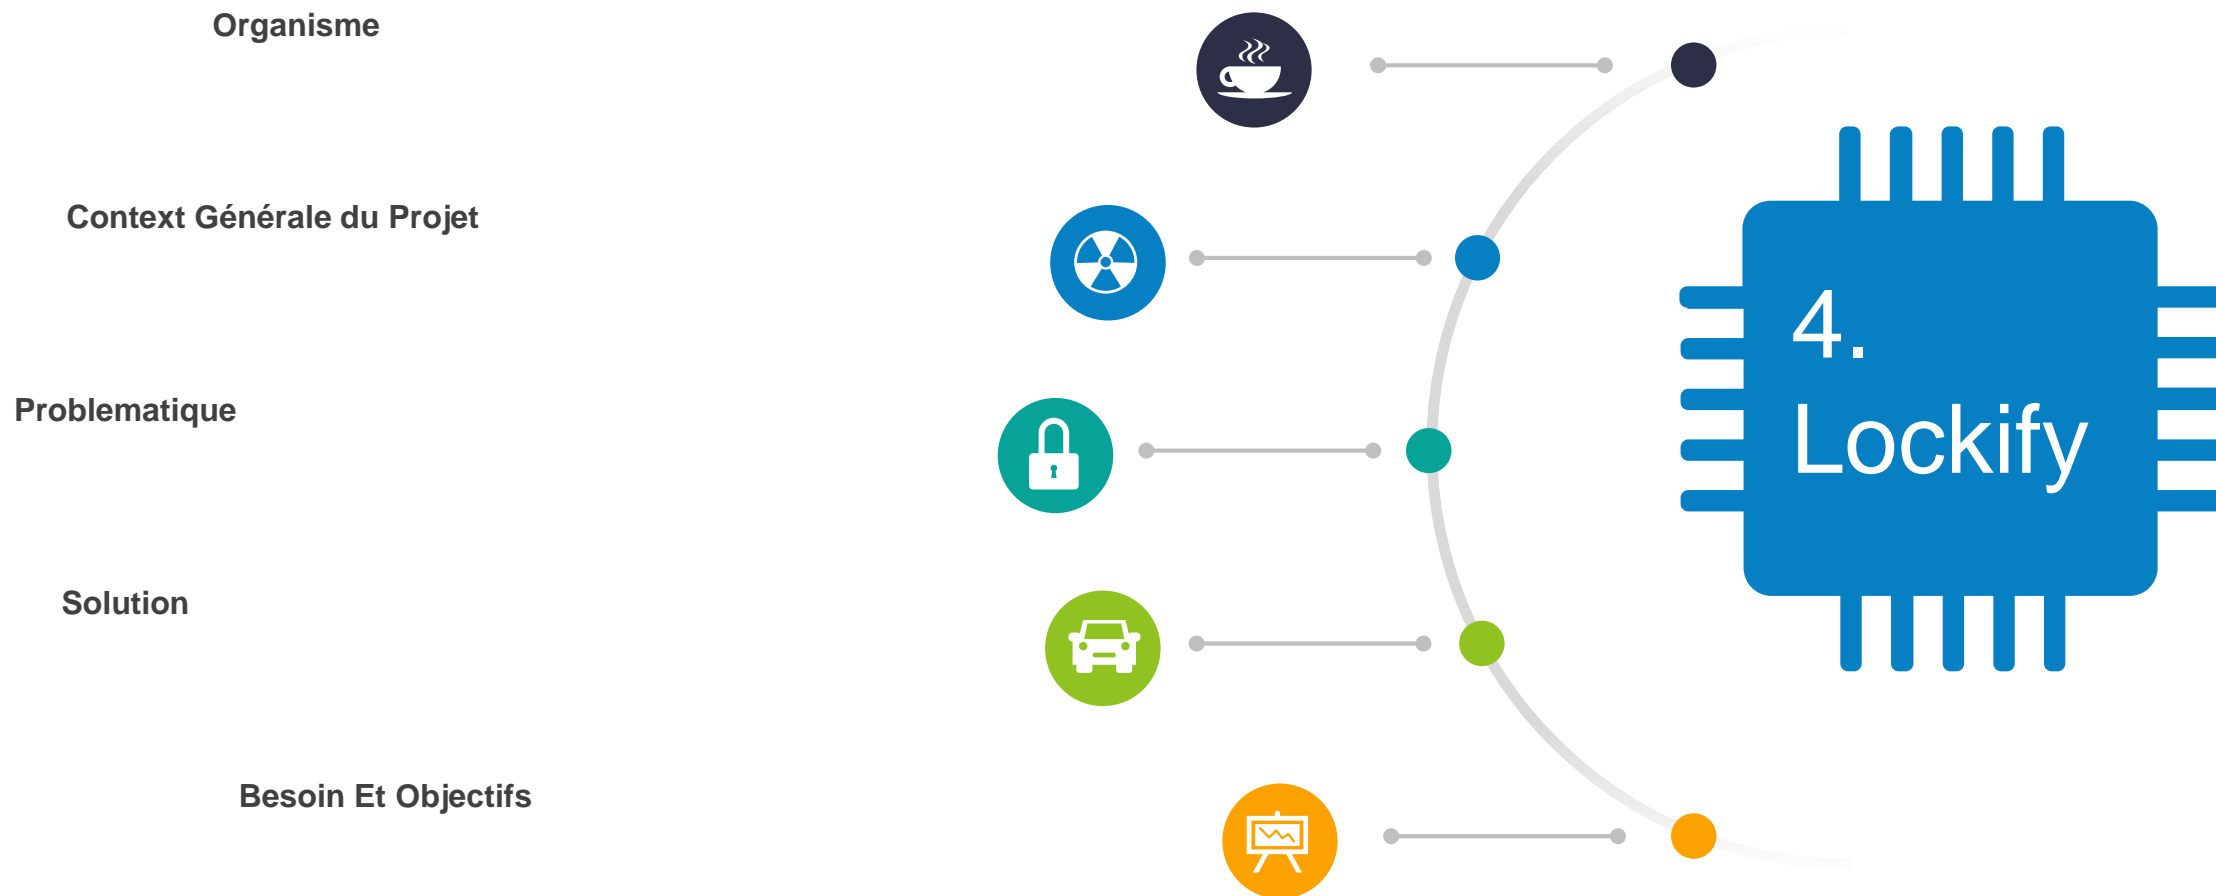 Organisme
Context Générale du Projet
Problematique
Solution
Besoin Et Objectifs
4.
Lockify